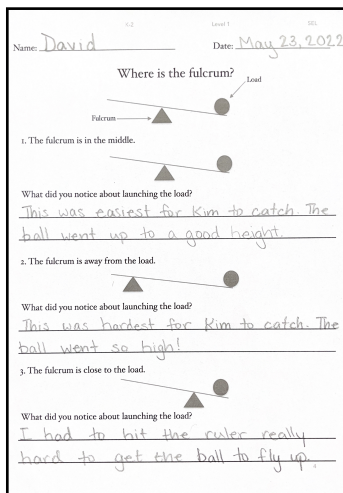 1.2 Level 1 SEL
Name: David Date: May 23, 2022
Where is the fulcrum?
Load
Fulcrum
1. The fulcrum is in the middle.
What did you notice about launching the load?
This was easiest for Kim to catch. The
ball went up to a good height.
2. The fulcrum is away from the load.
What did you notice about launching the load?
This was hardest for Kim to catch. The
ball went so high!
3. The fulcrum is close to the load.
What did you notice about launching the load?
I had to hit the ruler really
hard to get the ball to fly up.